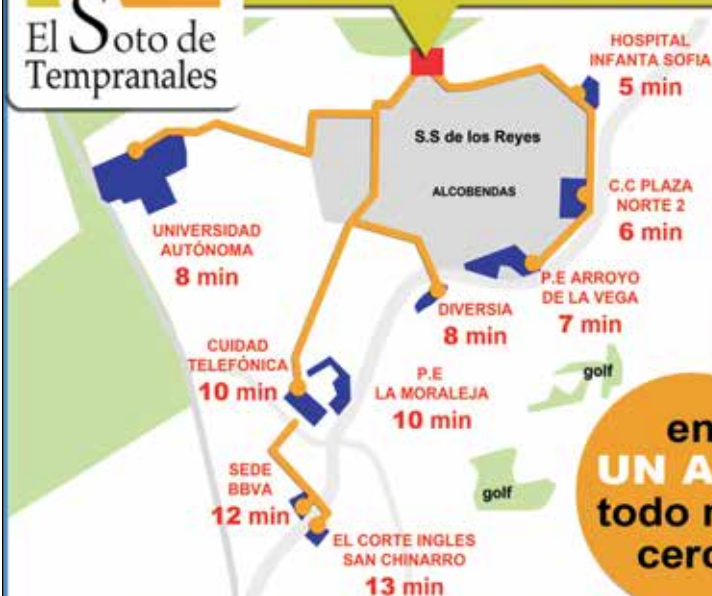 El Soto de
Tempranales
HOSPITAL
INFANTA SOFIA
5 min
S.S de los Reyes
ALCOBENDAS
C.C PLAZA
NORTE 2
6 min
UNIVERSIDAD
AUTÓNOMA
8 min
P.E ARROYO
DE LA VEGA
7 min
DIVERSIA
8 min
CUIDAD
TELEFÓNICA
10 min
P.E
LA MORALEJA
10 min
golf
SEDE
BBVA
12 min
golf
EL CORTE INGLES
SAN CHINARRO
13 min
en
UN A
todo
cerc